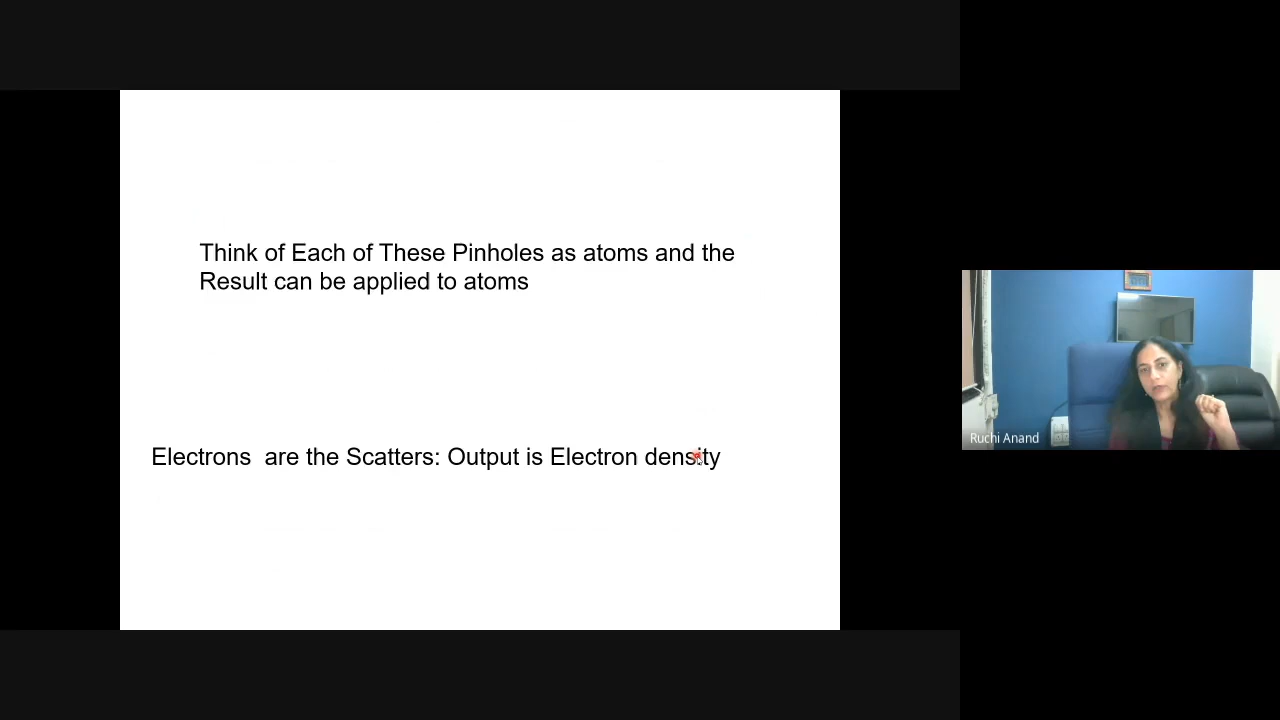 Think of Each of These Pinholes as atoms and the
Result can be applied to atoms
Electrons  are the Scatters: Output is Electron density
Ruchi Anand